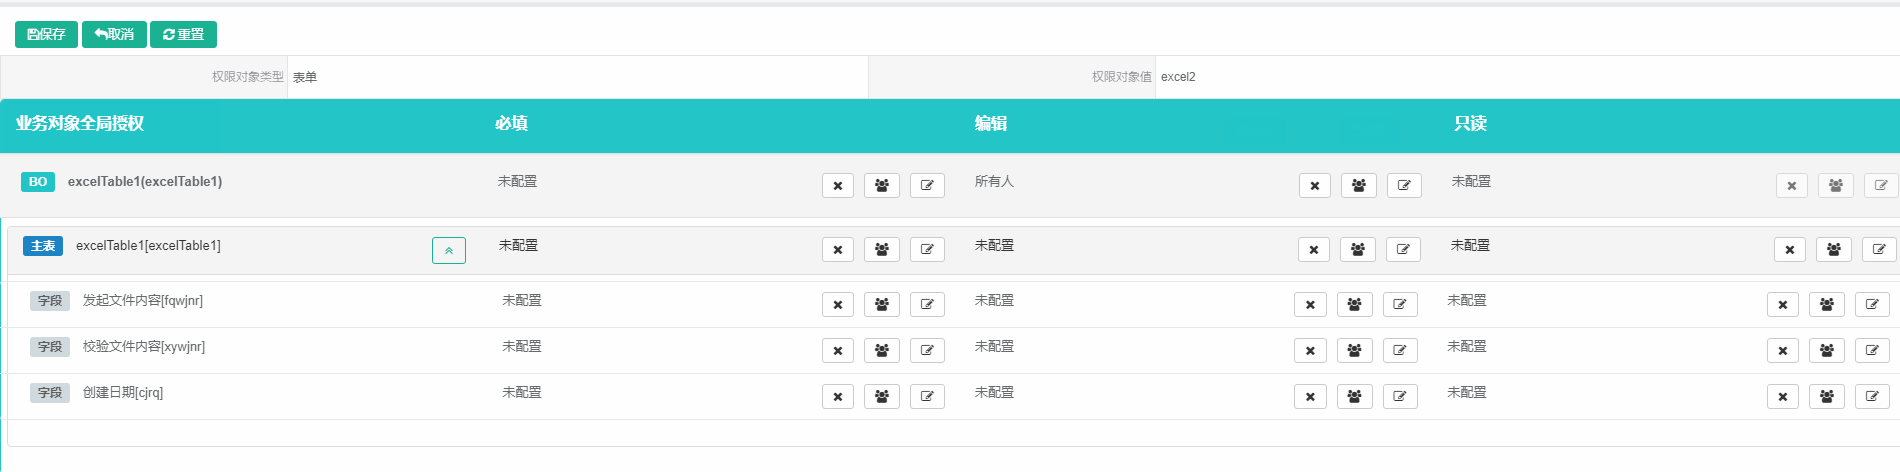 保存 取消 重置
权限对象类型 表单 权限对象值 excel2
业务对象全局授权 必填 编辑 只读
BO excelTable1(excelTable1) 未配置 所有人 未配置
主表 excelTable1[excelTable1] 未配置 未配置 未配置
字段 发起文件内容[fqwjnr] 未配置 未配置 未配置
字段 校验文件内容[xywjnr] 未配置 未配置 未配置
字段 创建日期[cjrq] 未配置 未配置 未配置